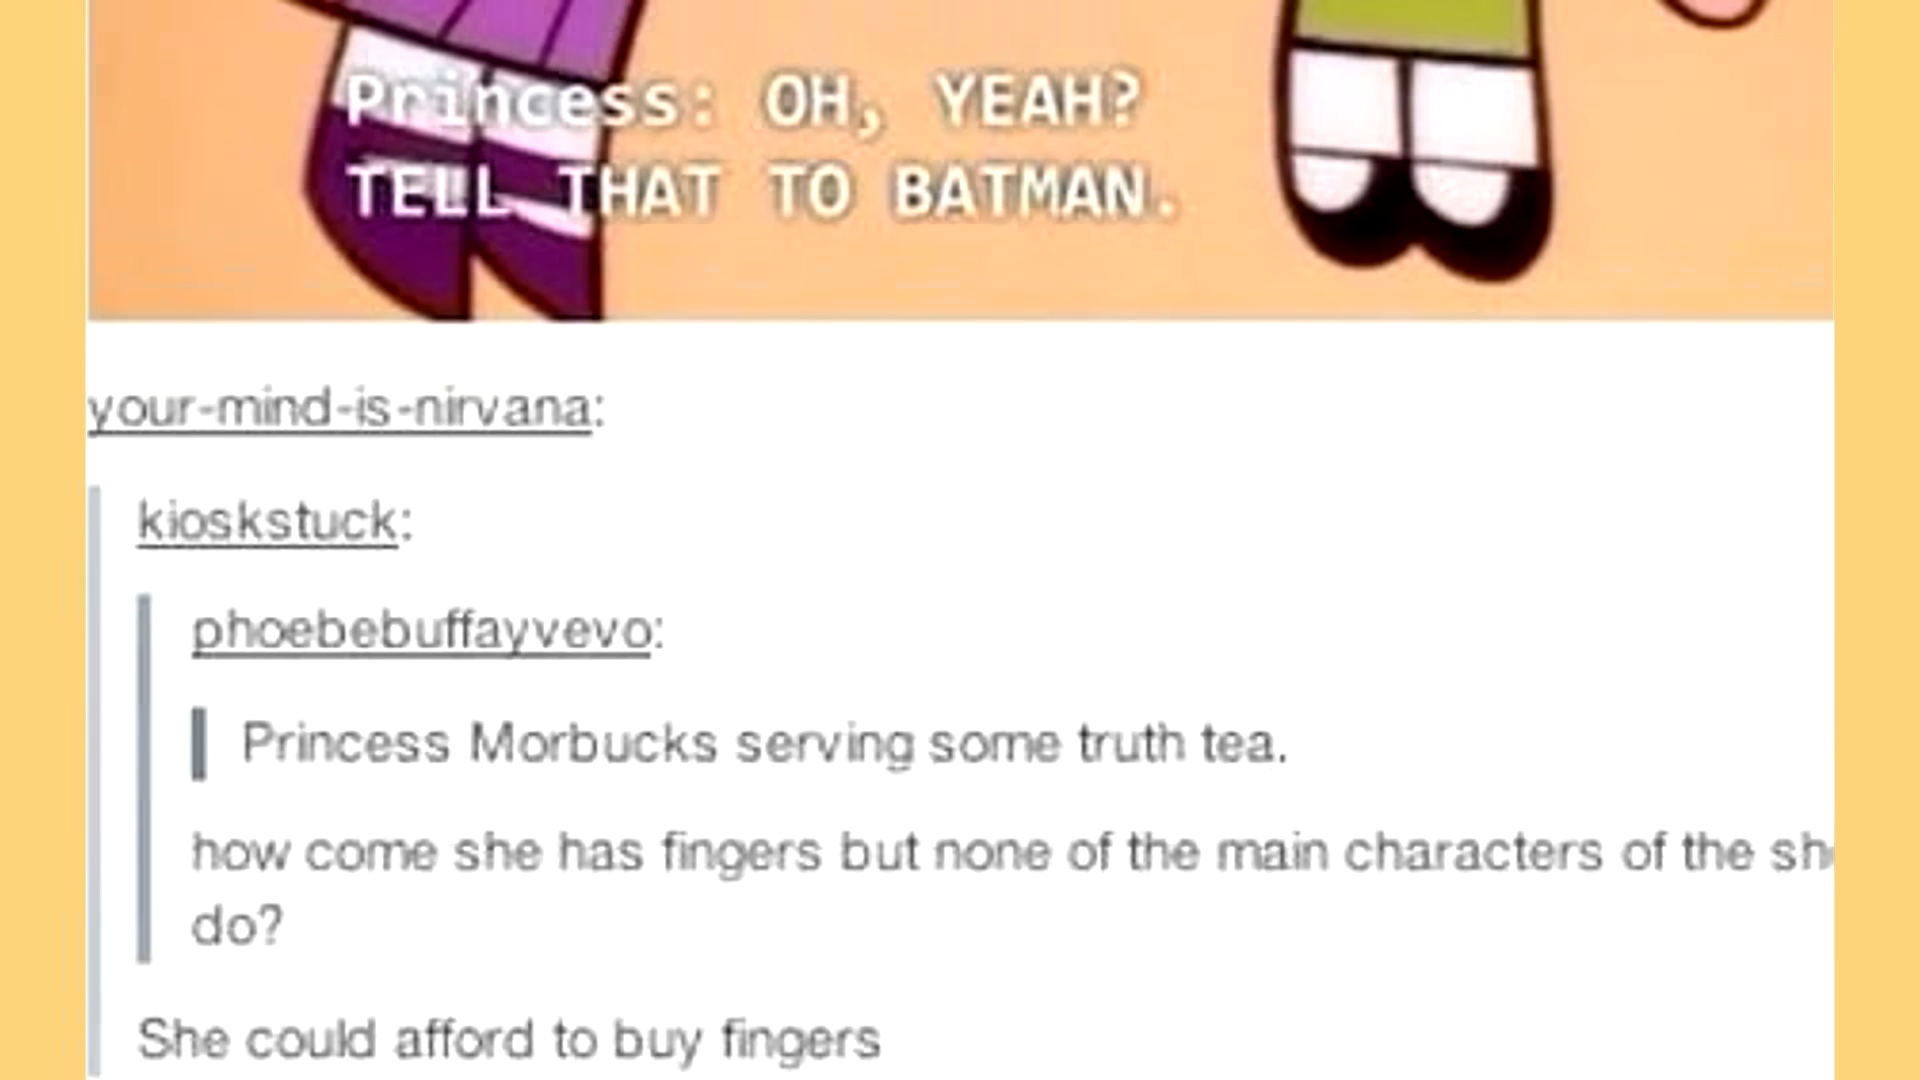 Princess: OH, YEAH?
TELL THAT TO BATMAN.
your-mind-is-nirvana:
kioskstuck:
phoebebuffayvevo:
Princess Morbucks serving some truth tea.
how come she has fingers but none of the main characters of the
do?
She could afford to buy fingers